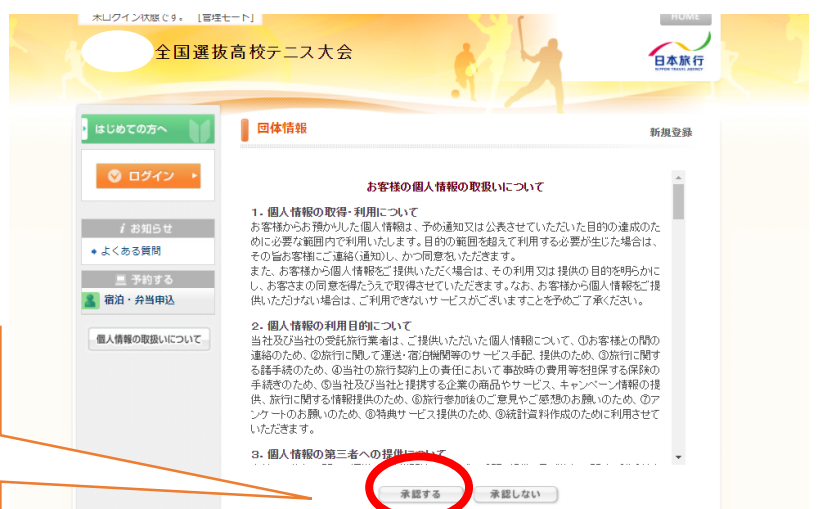 未ログイン状態です。 [管理モード]
HOME
全国選抜高校テニス大会
日本旅行
NIPPON TRAVEL AGENCY
はじめての方へ
団体情報
新規登録
ログイン
お客様の個人情報の取扱いについて
1. 個人情報の取得・利用について
お客様からお預かりした個人情報は、予め通知又は公表させていただいた目的の達成のた
めに必要な範囲内で利用いたします。目的の範囲を超えて利用する必要が生じた場合は、
その旨お客様にご連絡(通知)し、かつ同意をいただきます。
また、お客様から個人情報をご提供いただく場合は、その利用又は提供の目的を明らかに
し、お客さまの同意を得たうえで取得させていただきます。なお、お客様から個人情報をご提
供いただけない場合は、ご利用できないサービスがございますことを予めご了承ください。
i お知らせ
よくある質問
予約する
宿泊・弁当申込
個人情報の取扱いについて
2. 個人情報の利用目的について
当社及び当社の受託旅行業者は、ご提供いただいた個人情報について、①お客様との間の
連絡のため、②旅行に関して運送・宿泊機関等のサービス手配、提供のため、③旅行に関す
る諸手続のため、④当社の旅行契約上の責任において事故時の費用等を担保する保険の
手続きのため、⑤当社及び当社と提携する企業の商品やサービス、キャンペーン情報の提
供、旅行に関する情報提供のため、⑥旅行参加後のご意見やご感想のお願いのため、⑦ア
ンケートのお願いのため、⑧特典サービス提供のため、⑨統計資料作成のために利用させて
いただきます。
3. 個人情報の第三者への提供について
承認する
承認しない